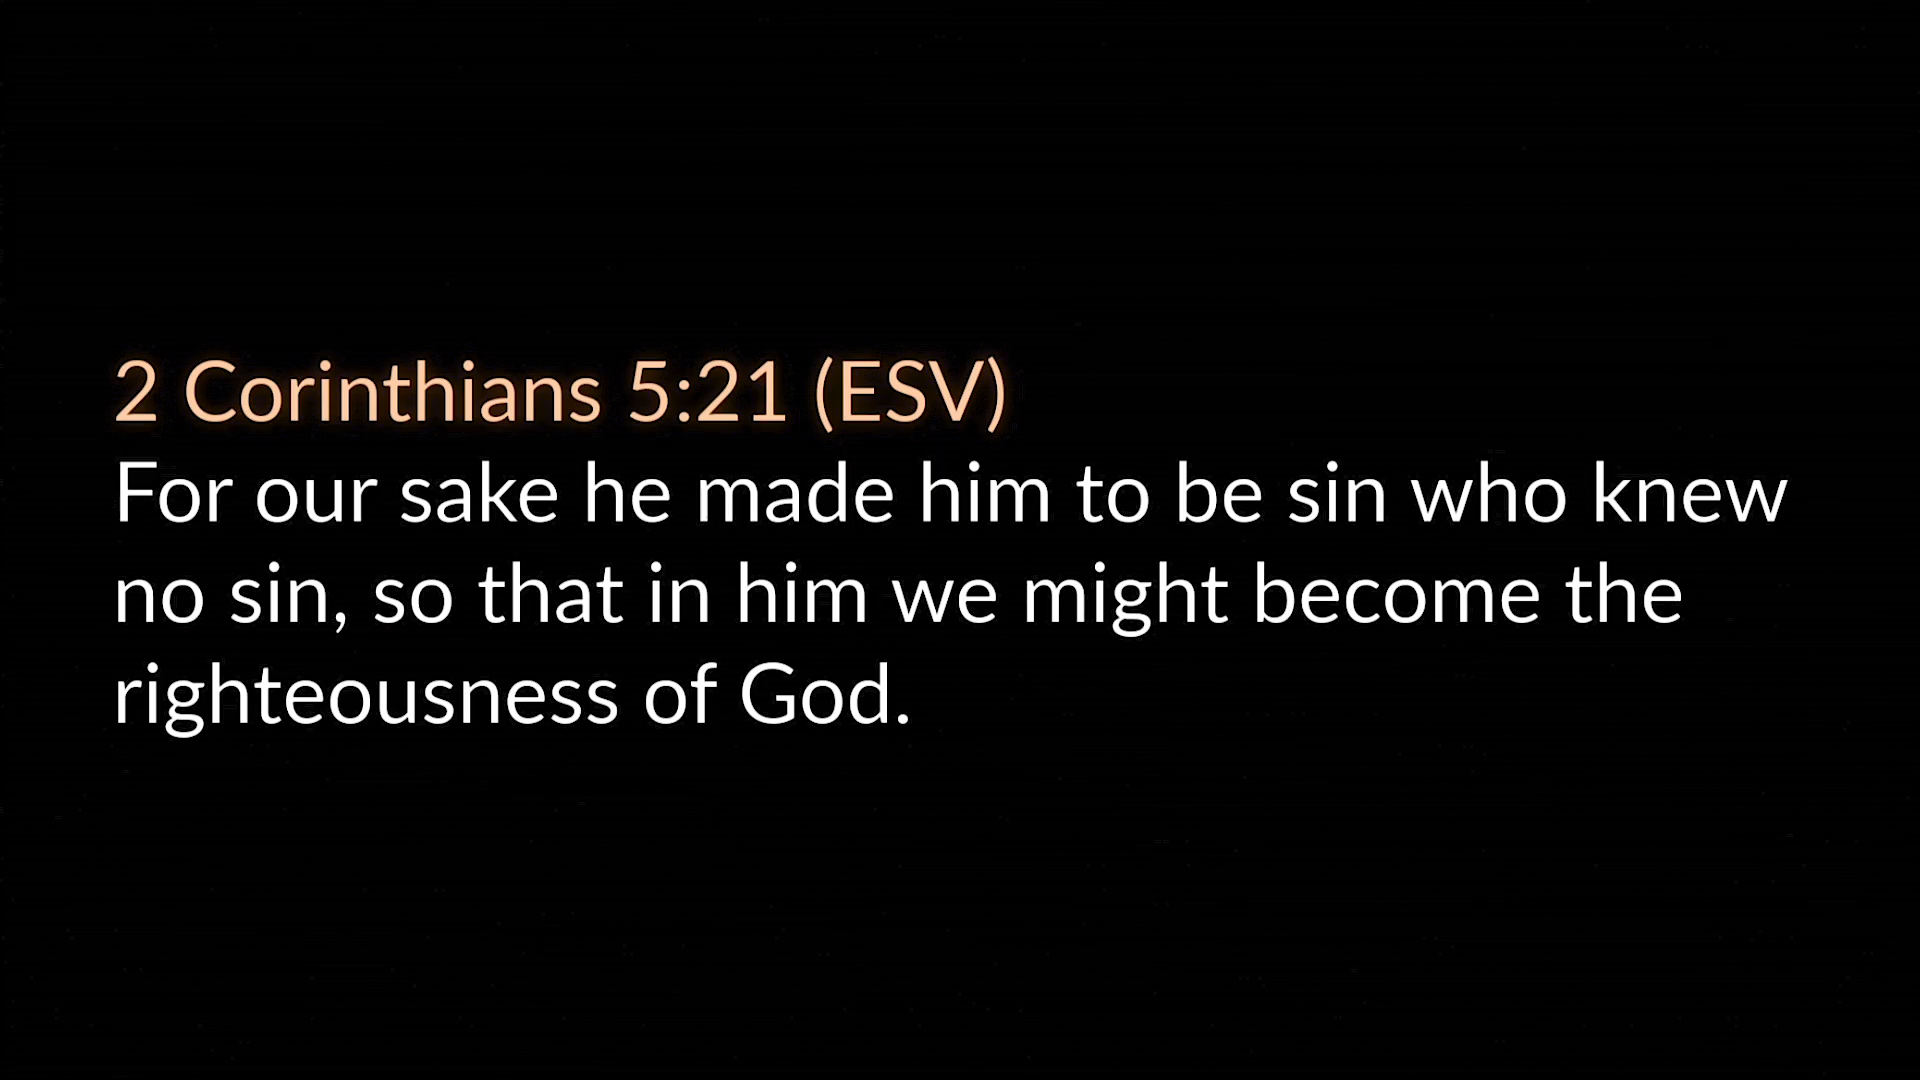 2 Corinthians 5:21 (ESV)
For our sake he made him to be sin who knew
no sin, so that in him we might become the
righteousness of God.